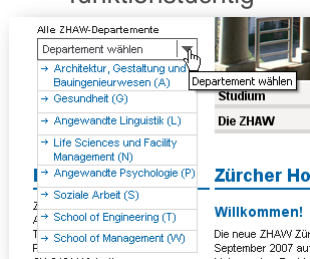 funktionstüchtig
Alle ZHAW-Departemente
Departement wählen
→ Architektur, Gestaltung und
Bauingenieurwesen (A)
Departement wählen
→ Gesundheit (G)
Studium
→ Angewandte Linguistik (L)
Die ZHAW
→ Life Sciences und Facility
Management (N)
→ Angewandte Psychologie (P)
Zürcher Ho
→ Soziale Arbeit (S)
→ School of Engineering (T)
Willkommen!
→ School of Management (W)
Die neue ZHAW Zür
September 2007 auf